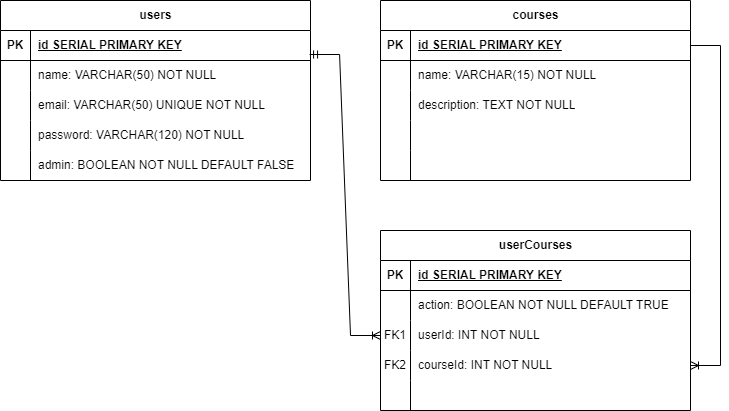 users
PK id SERIAL PRIMARY KEY
name: VARCHAR(50) NOT NULL
email: VARCHAR(50) UNIQUE NOT NULL
password: VARCHAR(120) NOT NULL
admin: BOOLEAN NOT NULL DEFAULT FALSE
courses
PK id SERIAL PRIMARY KEY
name: VARCHAR(15) NOT NULL
description: TEXT NOT NULL
userCourses
PK id SERIAL PRIMARY KEY
action: BOOLEAN NOT NULL DEFAULT TRUE
FK1 userId: INT NOT NULL
FK2 courseId: INT NOT NULL